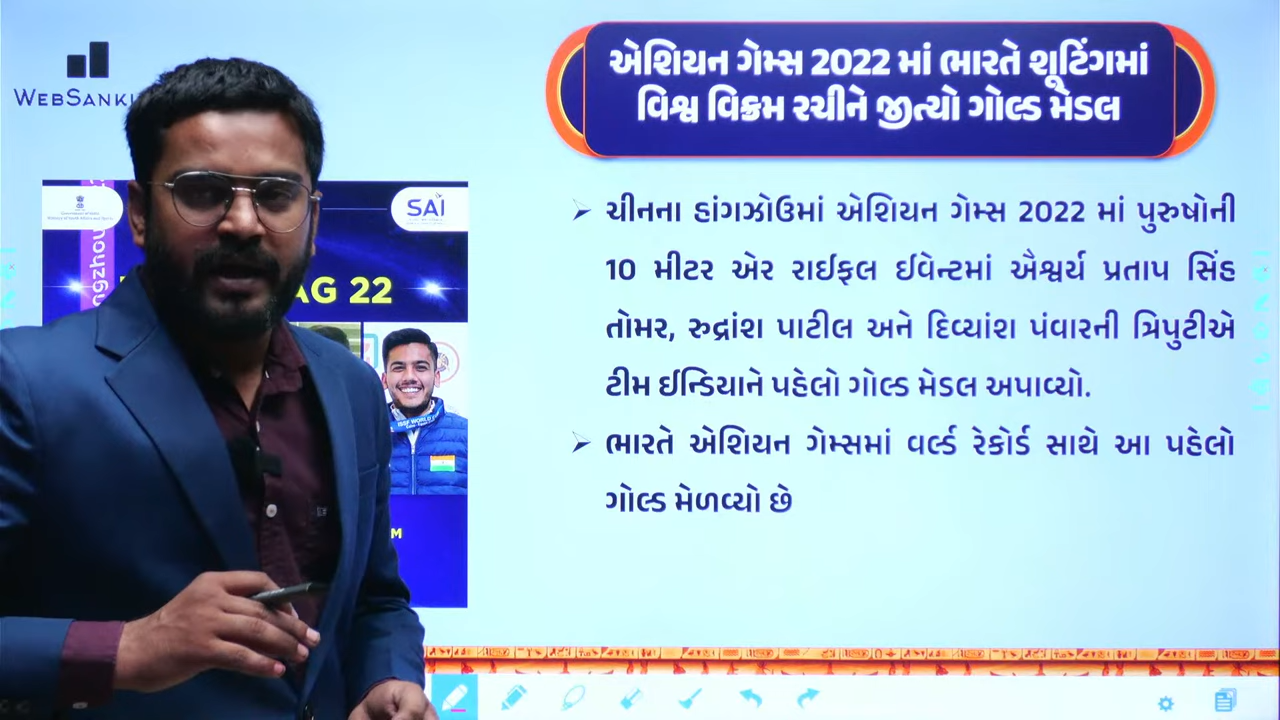 WEBSANKU
એશિયન ગેમ્સ 2022 માં ભારતે શૂટિંગમાં
વિશ્વ વિક્રમ રચીને જીત્યો ગોલ્ડ મેડલ
SAI
ngzhou
AG 22
➢ ચીનના હાંગઝોઉમાં એશિયન ગેમ્સ 2022 માં પુરુષોની
10 મીટર એર રાઈફલ ઈવેન્ટમાં ઐશ્વર્ય પ્રતાપ સિંહ
તોમર, રુદ્રાંશ પાટીલ અને દિવ્યાંશ પંવારની ત્રિપુટીએ
ટીમ ઈન્ડિયાને પહેલો ગોલ્ડ મેડલ અપાવ્યો.
➢ ભારતે એશિયન ગેમ્સમાં વર્લ્ડ રેકોર્ડ સાથે આ પહેલો
ગોલ્ડ મેળવ્યો છે